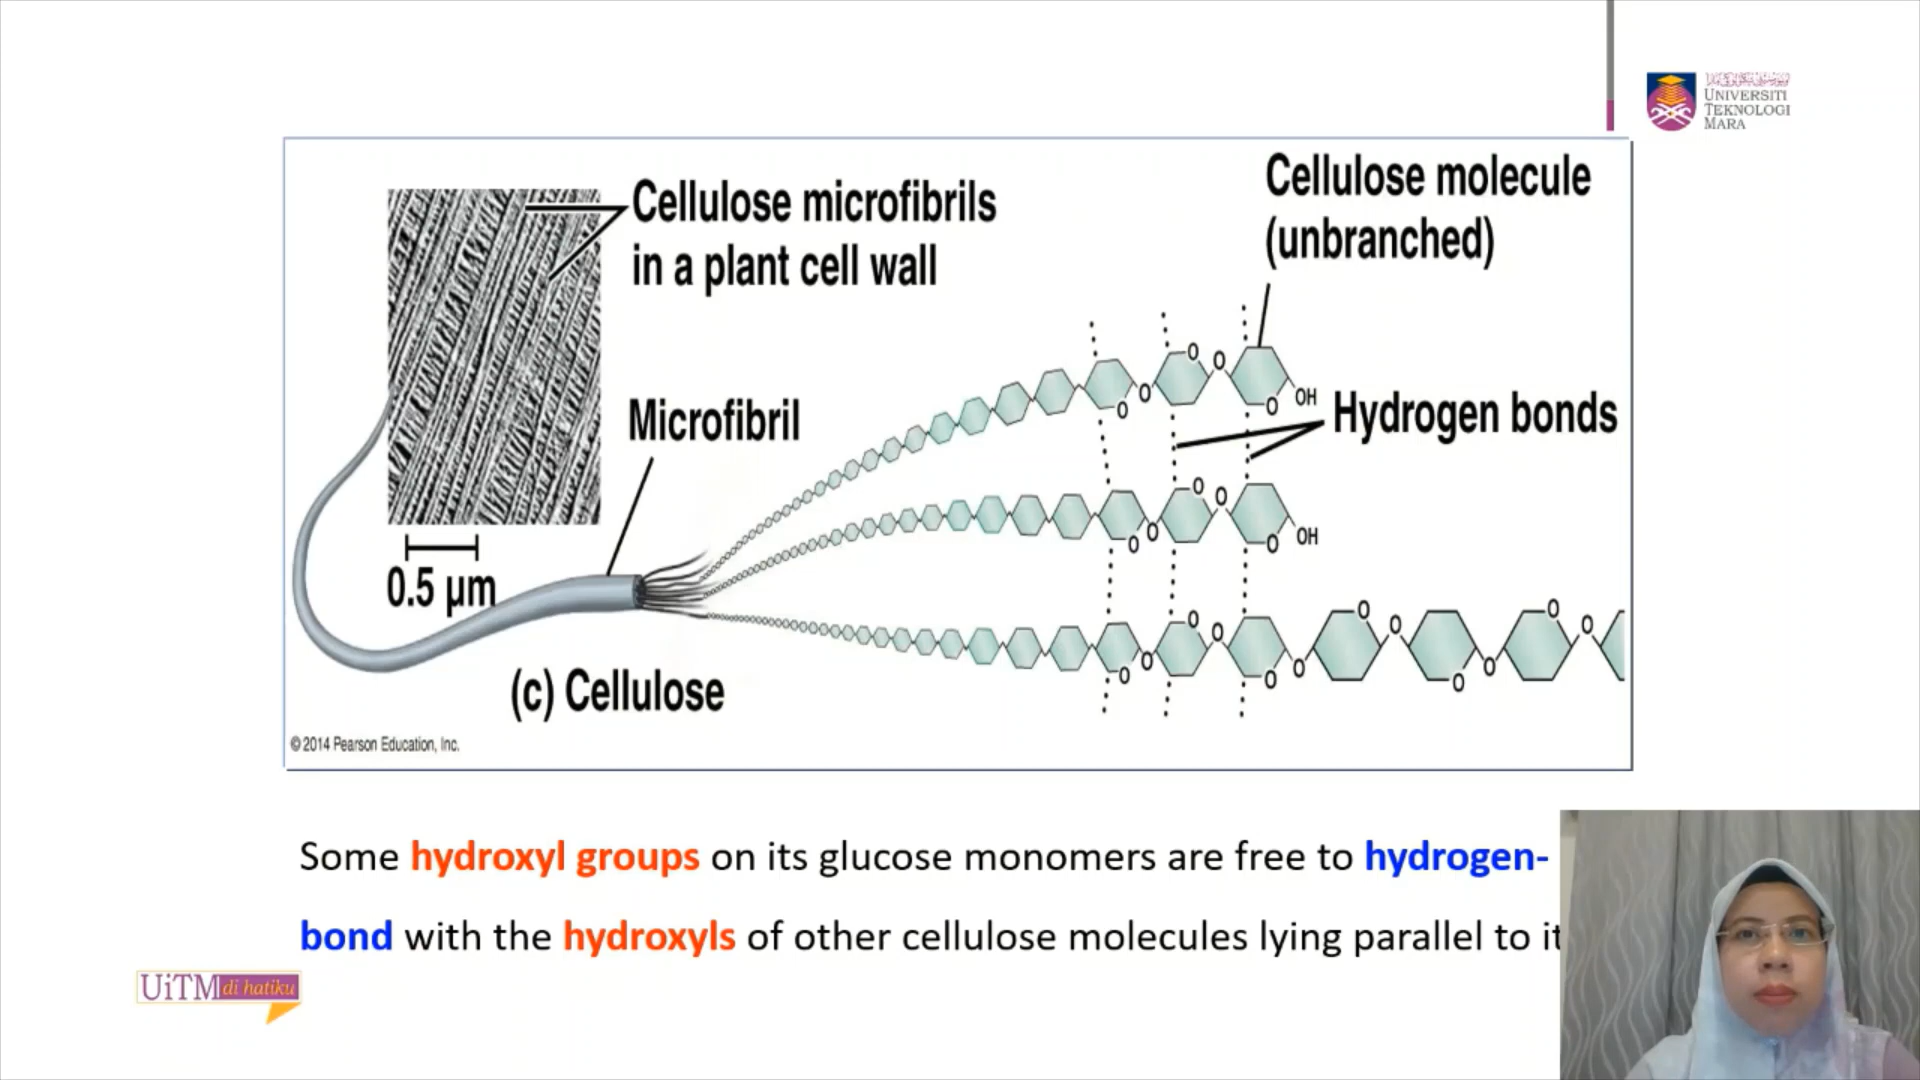 UNIVERSITI
TEKNOLOGI
MARA
Cellulose microfibrils
in a plant cell wall
Cellulose molecule
(unbranched)
Microfibril
Hydrogen bonds
O
O
O
O
O
OH
O
O
O
O
O
OH
O
O
O
O
O
O
O
O
O
O
O
O
0.5 µm
(c) Cellulose
© 2014 Pearson Education, Inc.
Some hydroxyl groups on its glucose monomers are free to hydrogen-
bond with the hydroxyls of other cellulose molecules lying parallel to it
UiTM di hatiku